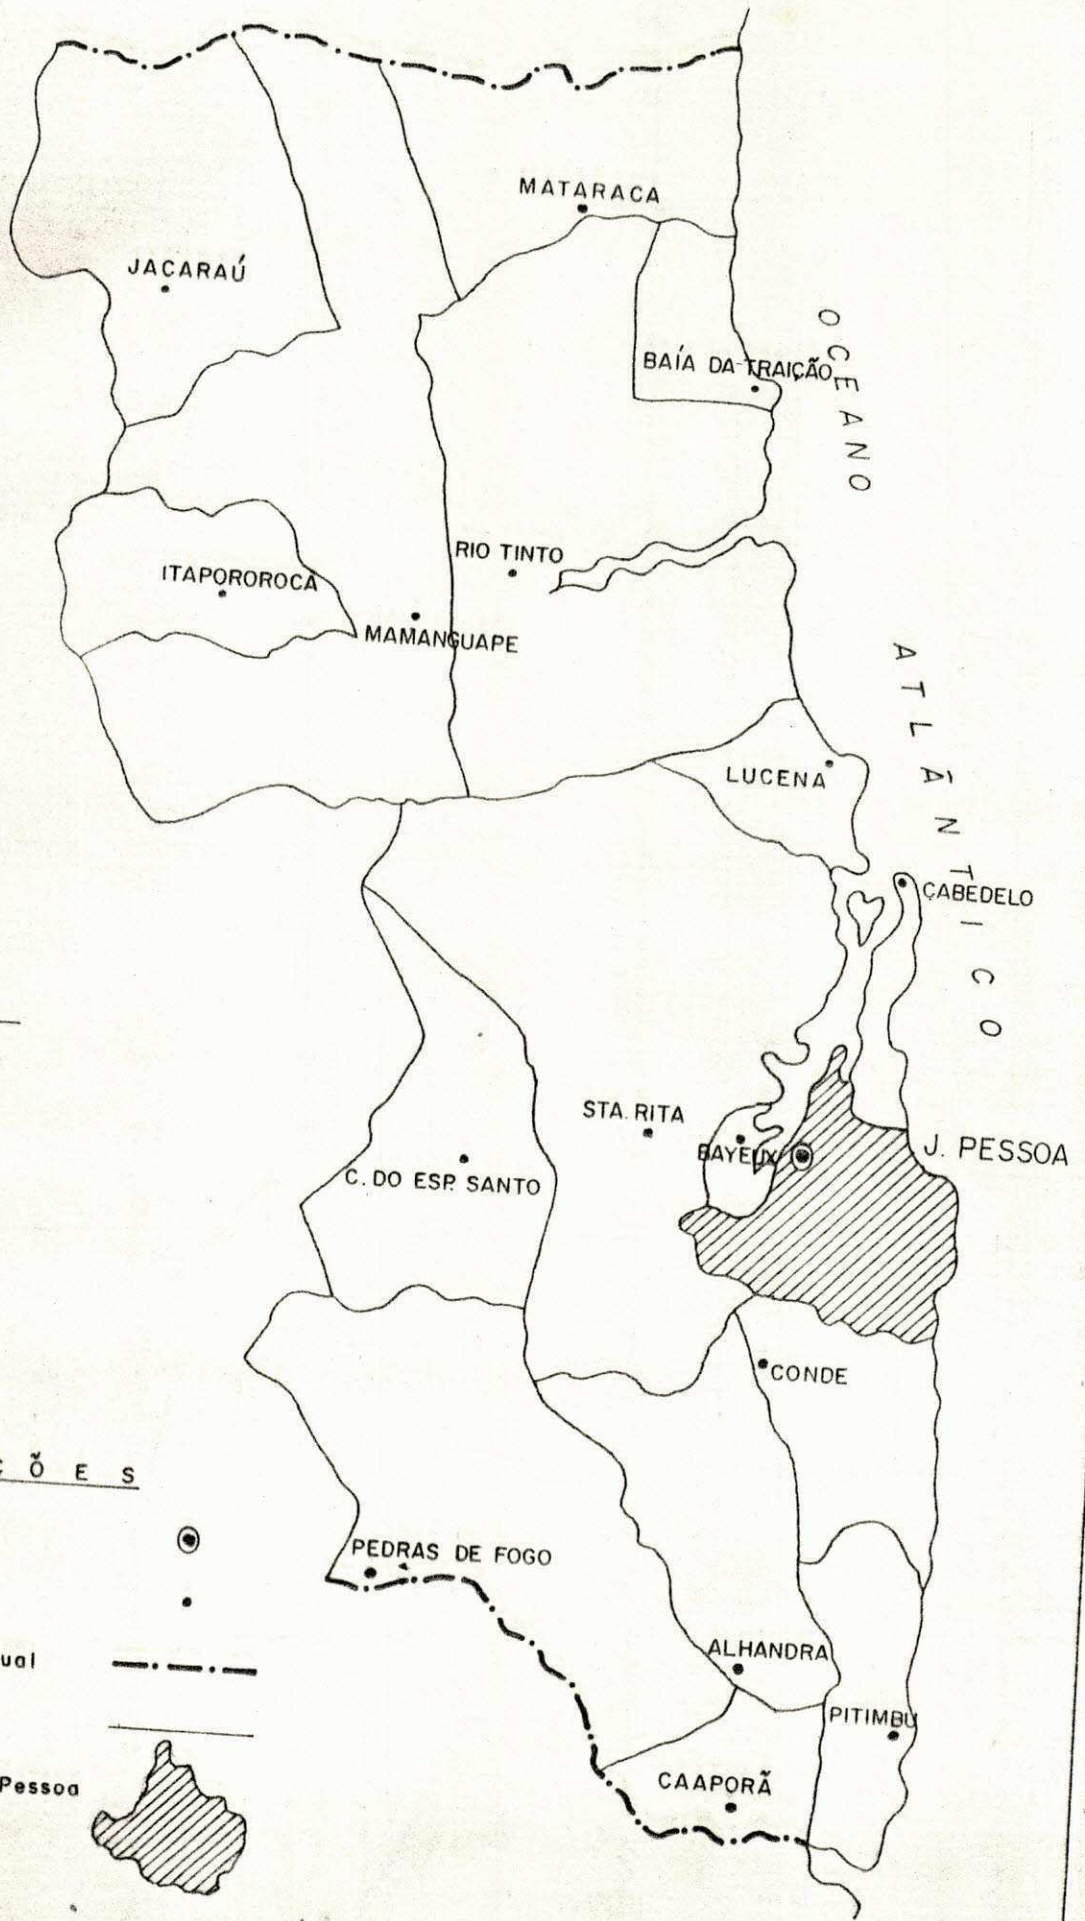 MATARACA
JACARAÚ
BAÍA DA TRAIÇÃO
OCEANO
RIO TINTO
ITAPOROROCA
MAMANGUAPE
ATLÂNTICO
LUCENA
CABEDELO
STA. RITA
BAYEUX
J. PESSOA
C. DO ESP. SANTO
CONDE
ÇÕES
PEDRAS DE FOGO
ual
ALHANDRA
PITIMBU
Pessoa
CAAPORÃ